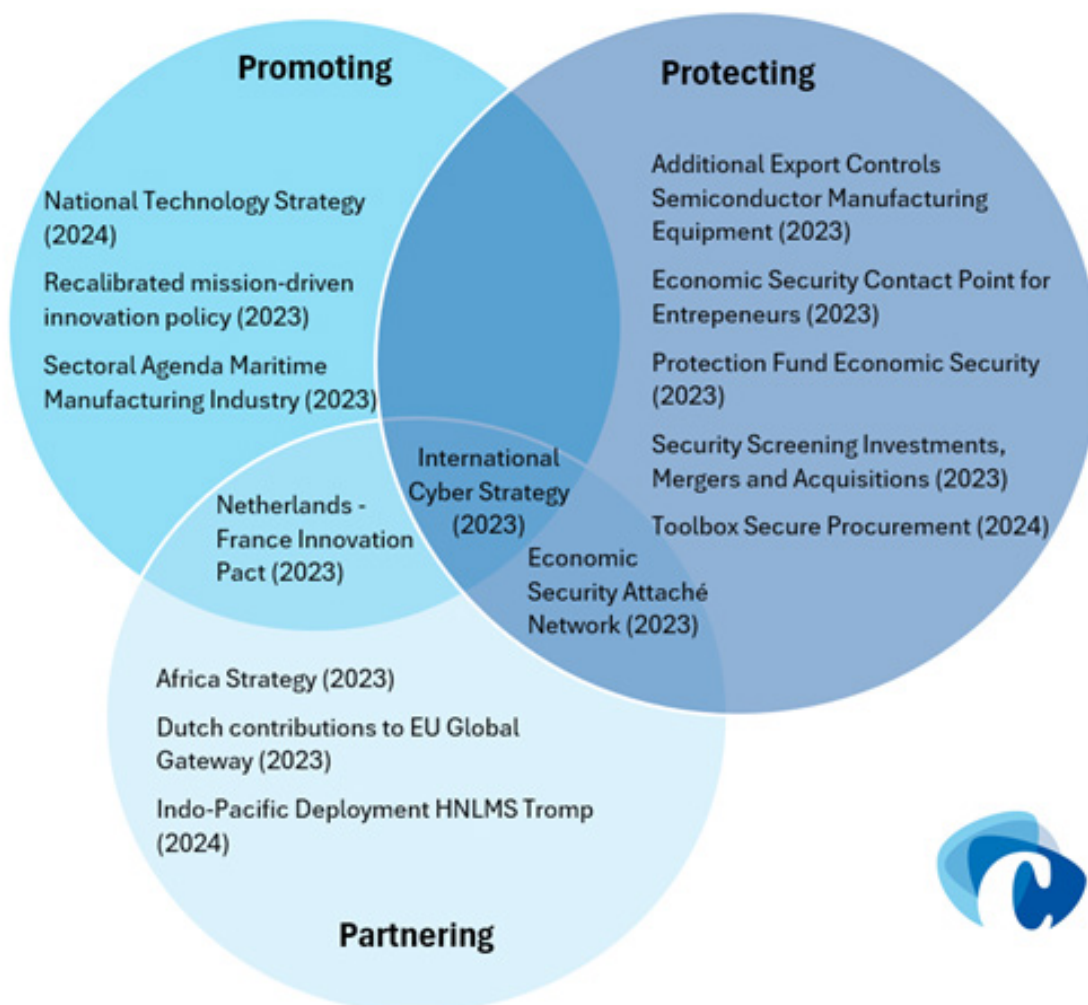 Promoting
Protecting
National Technology Strategy
(2024)
Recalibrated mission-driven
innovation policy (2023)
Sectoral Agenda Maritime
Manufacturing Industry (2023)
Additional Export Controls
Semiconductor Manufacturing
Equipment (2023)
Economic Security Contact Point for
Entrepeneurs (2023)
Protection Fund Economic Security
(2023)
Security Screening Investments,
Mergers and Acquisitions (2023)
Toolbox Secure Procurement (2024)
International
Cyber Strategy
(2023)
Netherlands -
France Innovation
Pact (2023)
Economic
Security Attaché
Network (2023)
Africa Strategy (2023)
Dutch contributions to EU Global
Gateway (2023)
Indo-Pacific Deployment HNLMS Tromp
(2024)
Partnering